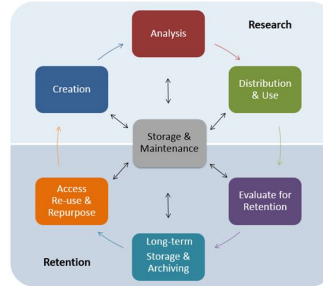 Research
Analysis
Creation
Distribution
& Use
Storage &
Maintenance
Access
Re-use &
Repurpose
Evaluate for
Retention
Long-term
Storage &
Archiving
Retention